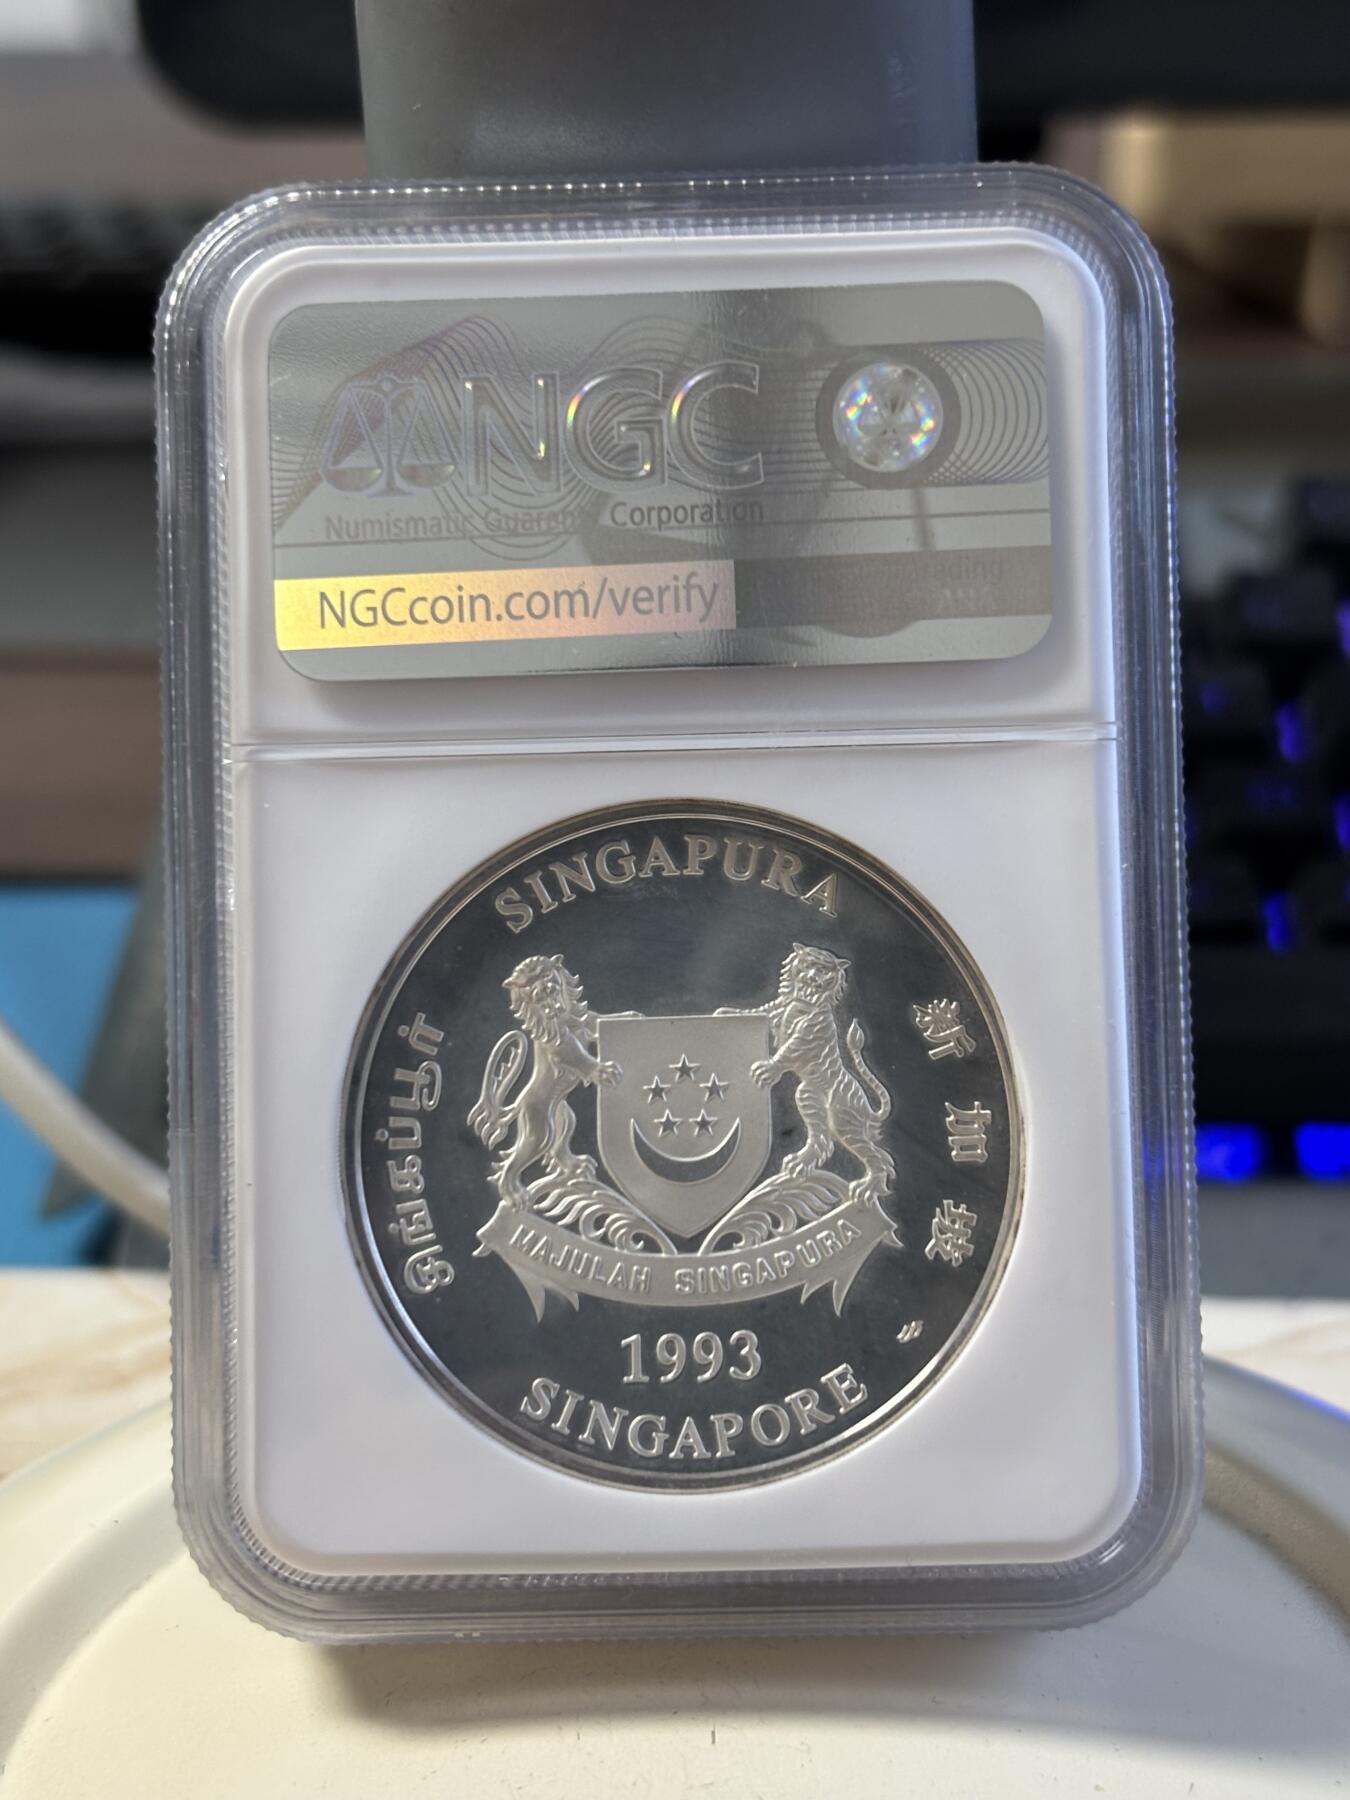 NGC
Numismatic Guaranty Corporation
NGCcoin.com/verify
SINGAPURA
சிங்கப்பூர்
新加坡
MAJULAH SINGAPURA
1993
SINGAPORE